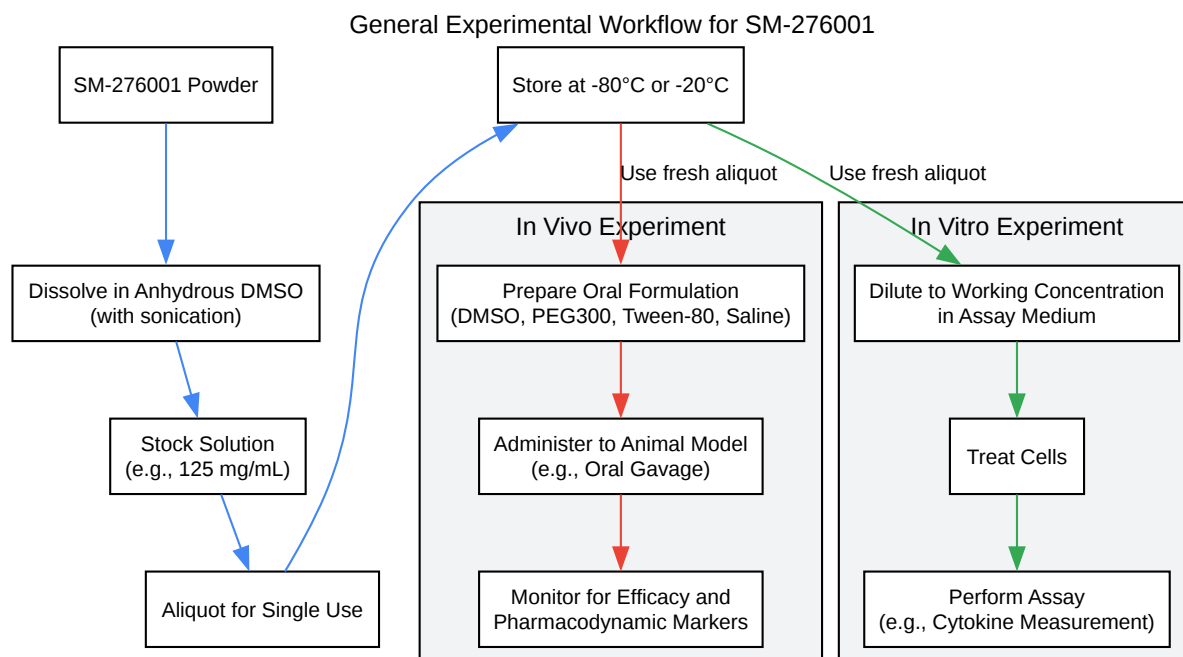 General Experimental Workflow for SM-276001
SM-276001 Powder
Dissolve in Anhydrous DMSO
(with sonication)
Stock Solution
(e.g., 125 mg/mL)
Aliquot for Single Use
Store at -80°C or -20°C
Use fresh aliquot
Use fresh aliquot
In Vivo Experiment
Prepare Oral Formulation
(DMSO, PEG300, Tween-80, Saline)
Administer to Animal Model
(e.g., Oral Gavage)
Monitor for Efficacy and
Pharmacodynamic Markers
In Vitro Experiment
Dilute to Working Concentration
in Assay Medium
Treat Cells
Perform Assay
(e.g., Cytokine Measurement)